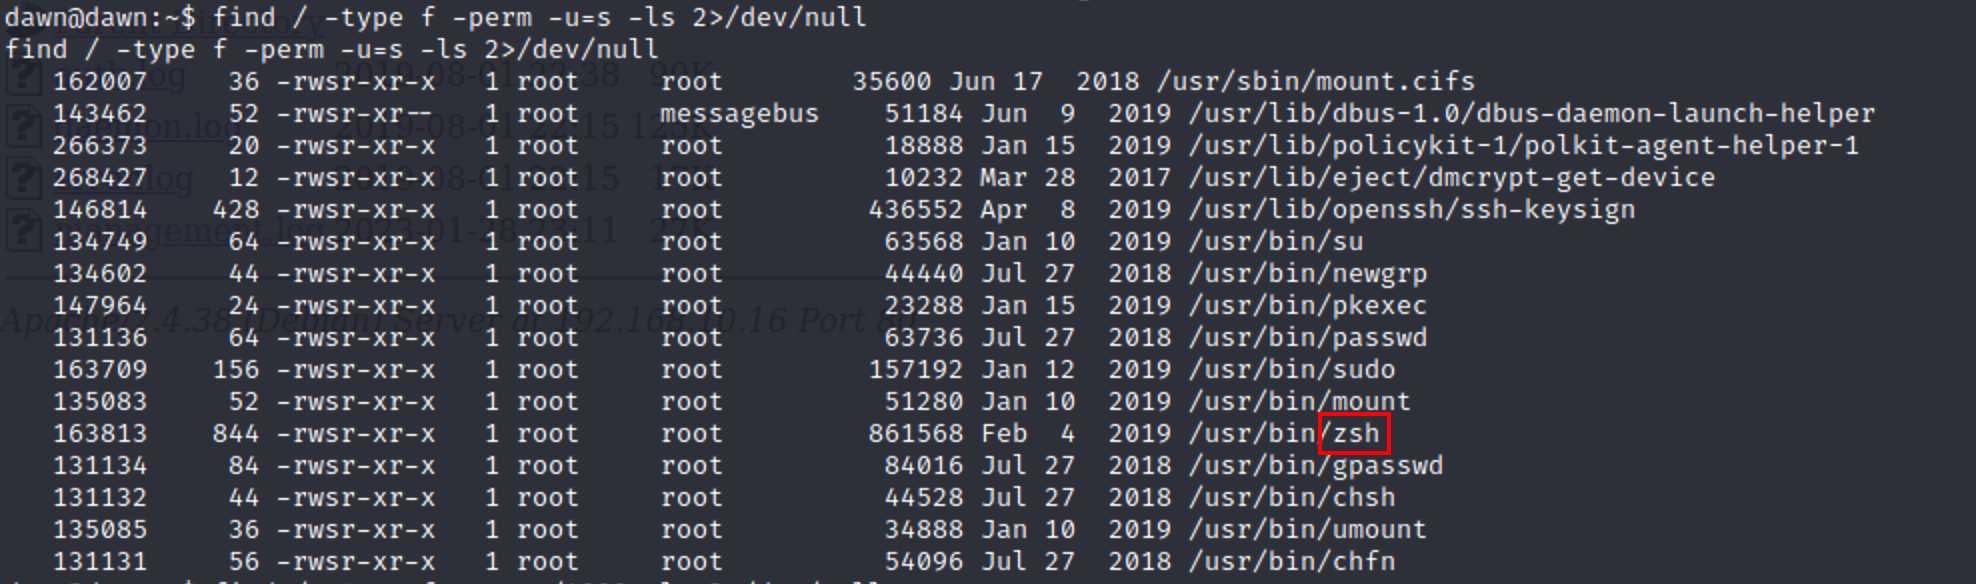 dawn@dawn:~$ find / -type f -perm -u=s -ls 2>/dev/null
find / -type f -perm -u=s -ls 2>/dev/null
162007 36 -rwsr-xr-x 1 root root 35600 Jun 17 2018 /usr/sbin/mount.cifs
143462 52 -rwsr-xr-- 1 root messagebus 51184 Jun 9 2019 /usr/lib/dbus-1.0/dbus-daemon-launch-helper
266373 20 -rwsr-xr-x 1 root root 18888 Jan 15 2019 /usr/lib/policykit-1/polkit-agent-helper-1
268427 12 -rwsr-xr-x 1 root root 10232 Mar 28 2017 /usr/lib/eject/dmcrypt-get-device
146814 428 -rwsr-xr-x 1 root root 436552 Apr 8 2019 /usr/lib/openssh/ssh-keysign
134749 64 -rwsr-xr-x 1 root root 63568 Jan 10 2019 /usr/bin/su
134602 44 -rwsr-xr-x 1 root root 44440 Jul 27 2018 /usr/bin/newgrp
147964 24 -rwsr-xr-x 1 root root 23288 Jan 15 2019 /usr/bin/pkexec
131136 64 -rwsr-xr-x 1 root root 63736 Jul 27 2018 /usr/bin/passwd
163709 156 -rwsr-xr-x 1 root root 157192 Jan 12 2019 /usr/bin/sudo
135083 52 -rwsr-xr-x 1 root root 51280 Jan 10 2019 /usr/bin/mount
163813 844 -rwsr-xr-x 1 root root 861568 Feb 4 2019 /usr/bin/zsh
131134 84 -rwsr-xr-x 1 root root 84016 Jul 27 2018 /usr/bin/gpasswd
131132 44 -rwsr-xr-x 1 root root 44528 Jul 27 2018 /usr/bin/chsh
135085 36 -rwsr-xr-x 1 root root 34888 Jan 10 2019 /usr/bin/umount
131131 56 -rwsr-xr-x 1 root root 54096 Jul 27 2018 /usr/bin/chfn